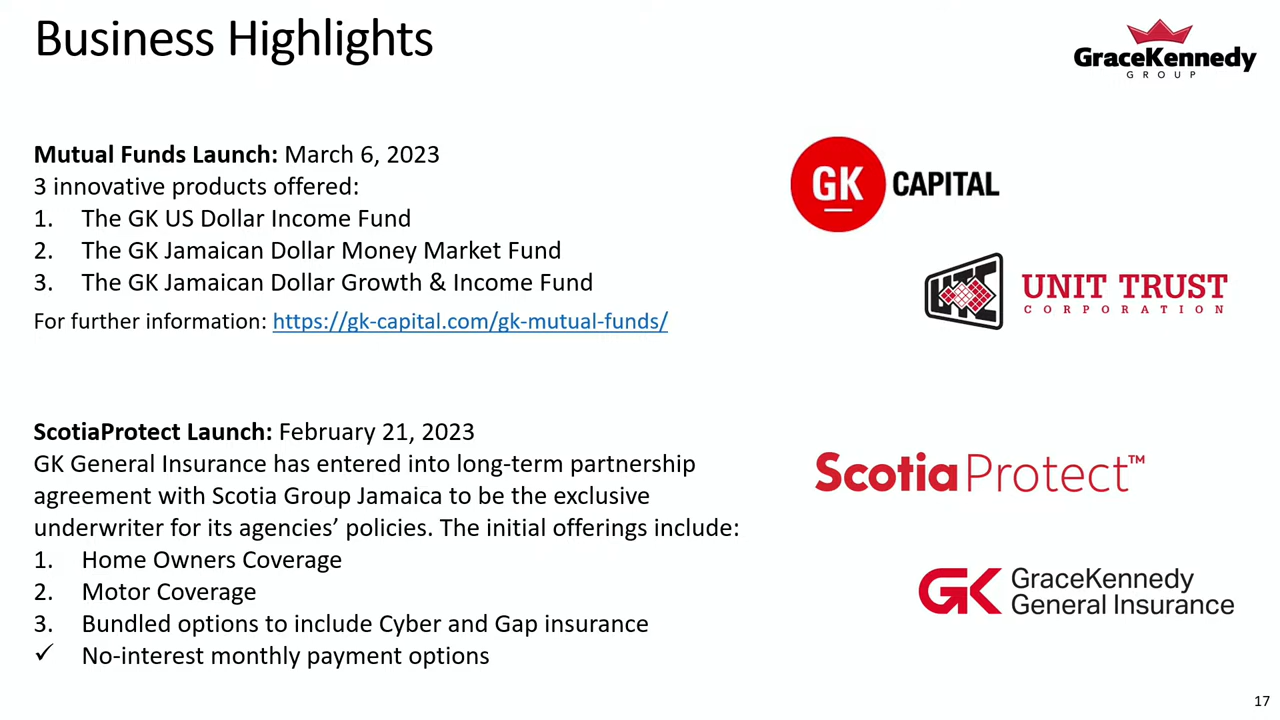 Business Highlights
GraceKennedy
GROUP
Mutual Funds Launch: March 6, 2023
3 innovative products offered:
1. The GK US Dollar Income Fund
2. The GK Jamaican Dollar Money Market Fund
3. The GK Jamaican Dollar Growth & Income Fund
For further information: https://gk-capital.com/gk-mutual-funds/
GK CAPITAL
UTC
UNIT TRUST
CORPORATION
ScotiaProtect Launch: February 21, 2023
GK General Insurance has entered into long-term partnership
agreement with Scotia Group Jamaica to be the exclusive
underwriter for its agencies’ policies. The initial offerings include:
1. Home Owners Coverage
2. Motor Coverage
3. Bundled options to include Cyber and Gap insurance
✓ No-interest monthly payment options
ScotiaProtect™
GK GraceKennedy
General Insurance
17